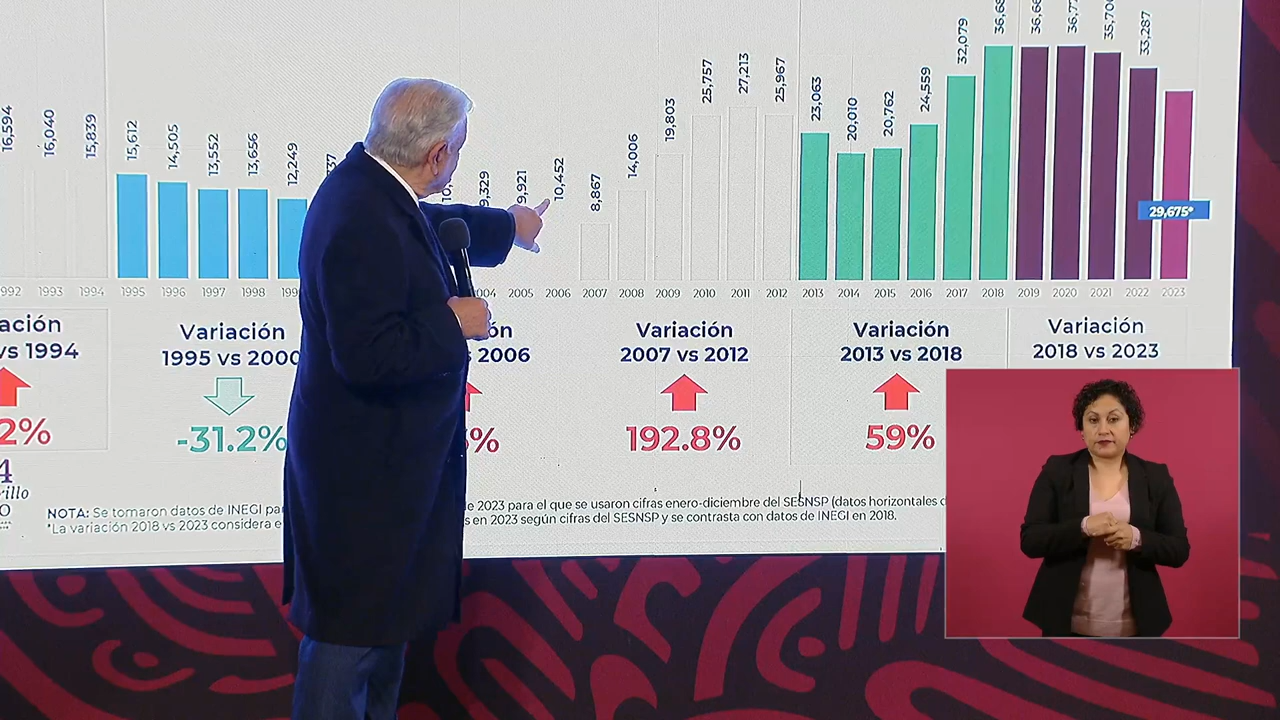 16,594 16,040 15,839 15,612 14,505 13,552 13,656 12,249 9,329 9,921 10,452 8,867 14,006 19,803 25,757 27,213 25,967 23,063 20,010 20,762 24,559 32,079 33,287
29,675*
1993 1994 1995 1996 1997 1998 2005 2006 2007 2008 2009 2010 2011 2012 2013 2014 2015 2016 2017 2018 2019 2020 2021 2022 2023
Variación Variación Variación Variación
vs 1994 1995 vs 2000 2006 2007 vs 2012 2013 vs 2018 2018 vs 2023
-31.2% 192.8% 59%
NOTA: Se tomaron datos de INEGI de 2023 para el que se usaron cifras enero-diciembre del SESNSP (datos horizontales
*La variación 2018 vs 2023 considera en 2023 según cifras del SESNSP y se contrasta con datos de INEGI en 2018.